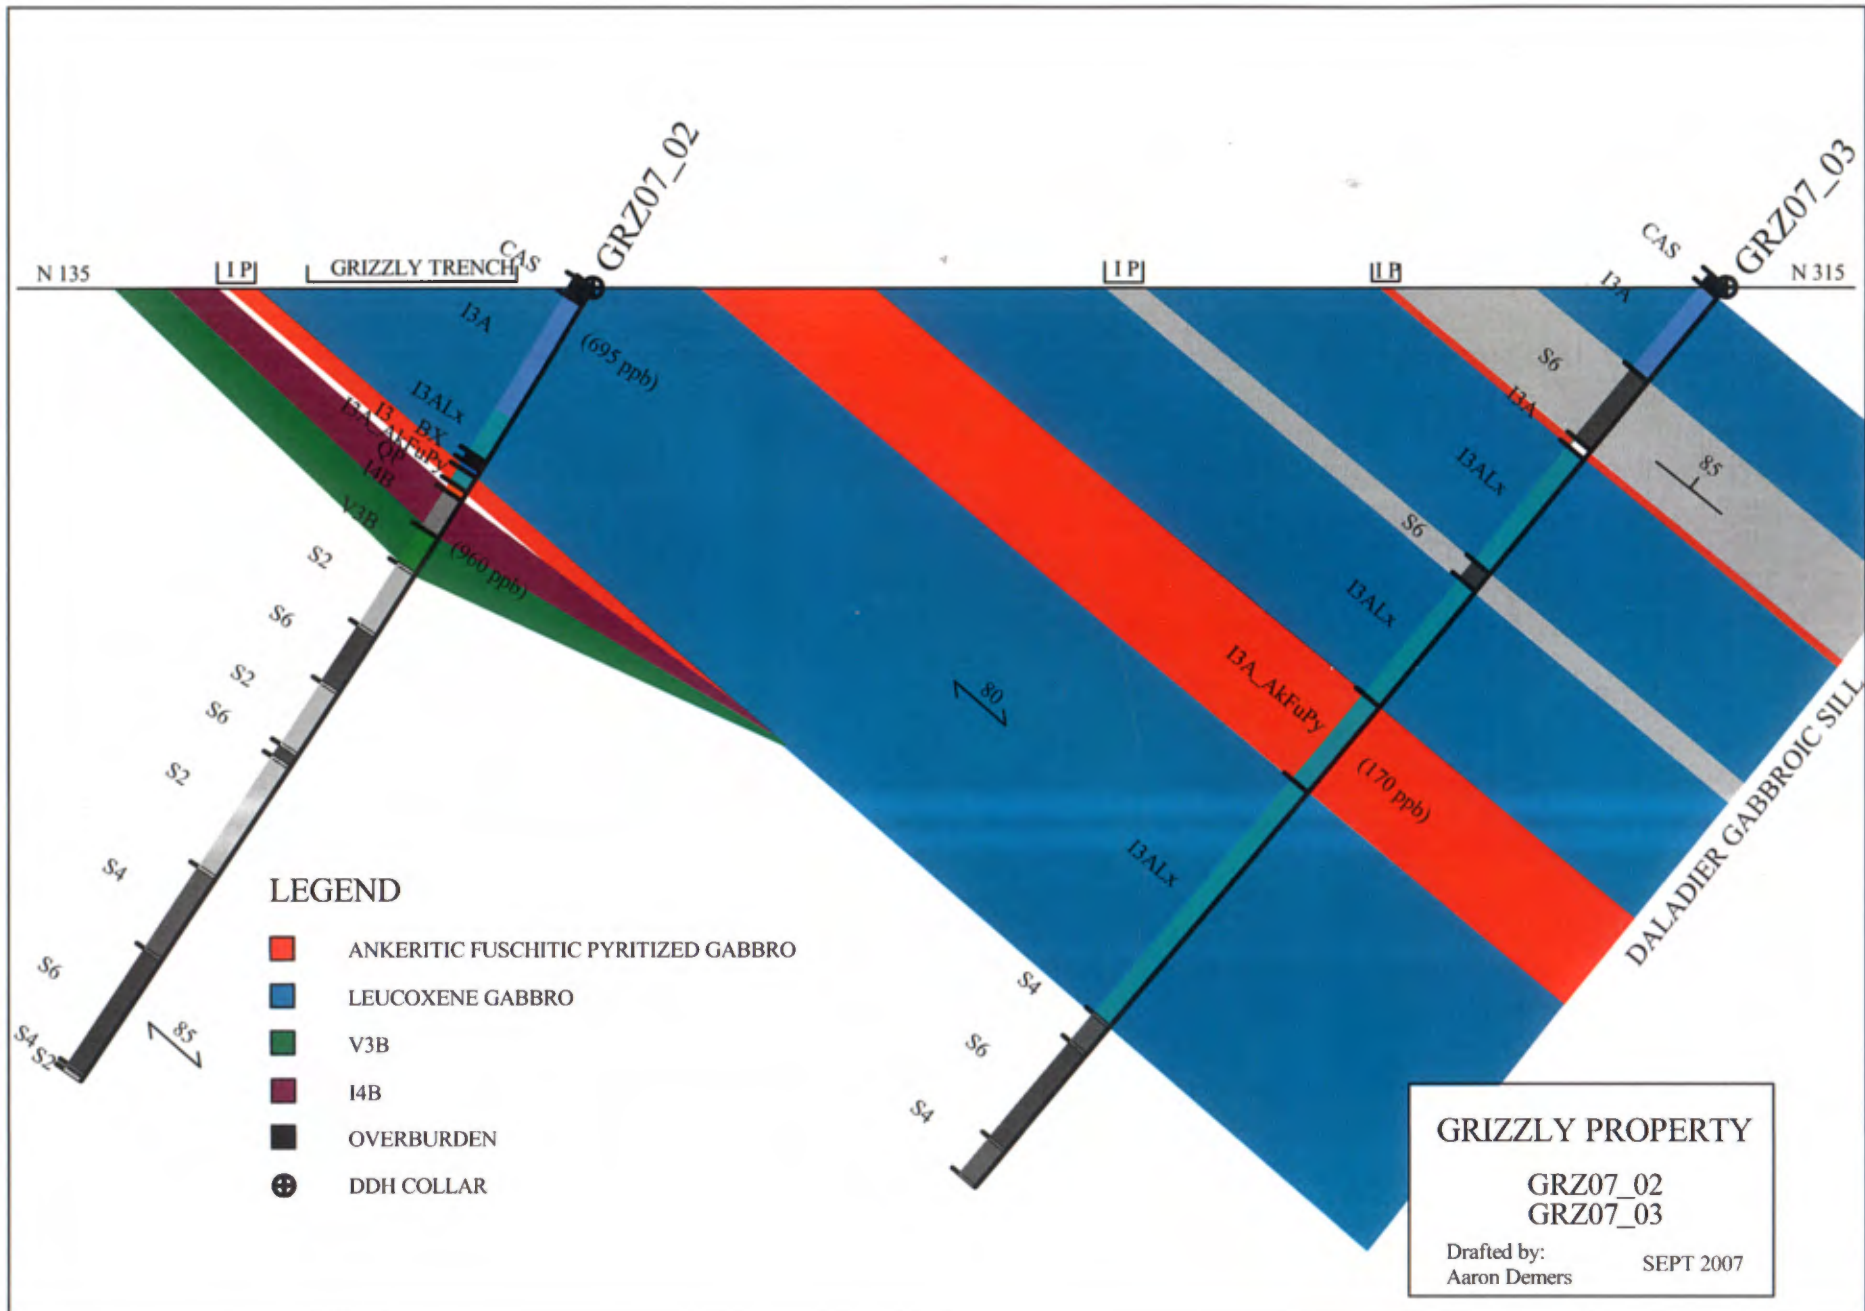 GRZ07_02
GRZ07_03
CAS
CAS
N 135
I P
GRIZZLY TRENCH
I P
I P
N 315
I3A
(695 ppb)
I3ALx
BX
I3
I3A_AkFuPy
QP
I4B
V3B
(960 ppb)
S2
S6
S2
S6
S2
S4
S6
S4
S2
85
80
I3A
S6
I3A
85
I3ALx
S6
I3ALx
I3A_AkFuPy
(170 ppb)
I3ALx
S4
S6
S4
DALADIER GABBROIC SILL
LEGEND
ANKERITIC FUSCHITIC PYRITIZED GABBRO
LEUCOXENE GABBRO
V3B
I4B
OVERBURDEN
DDH COLLAR
GRIZZLY PROPERTY
GRZ07_02
GRZ07_03
Drafted by:
Aaron Demers
SEPT 2007